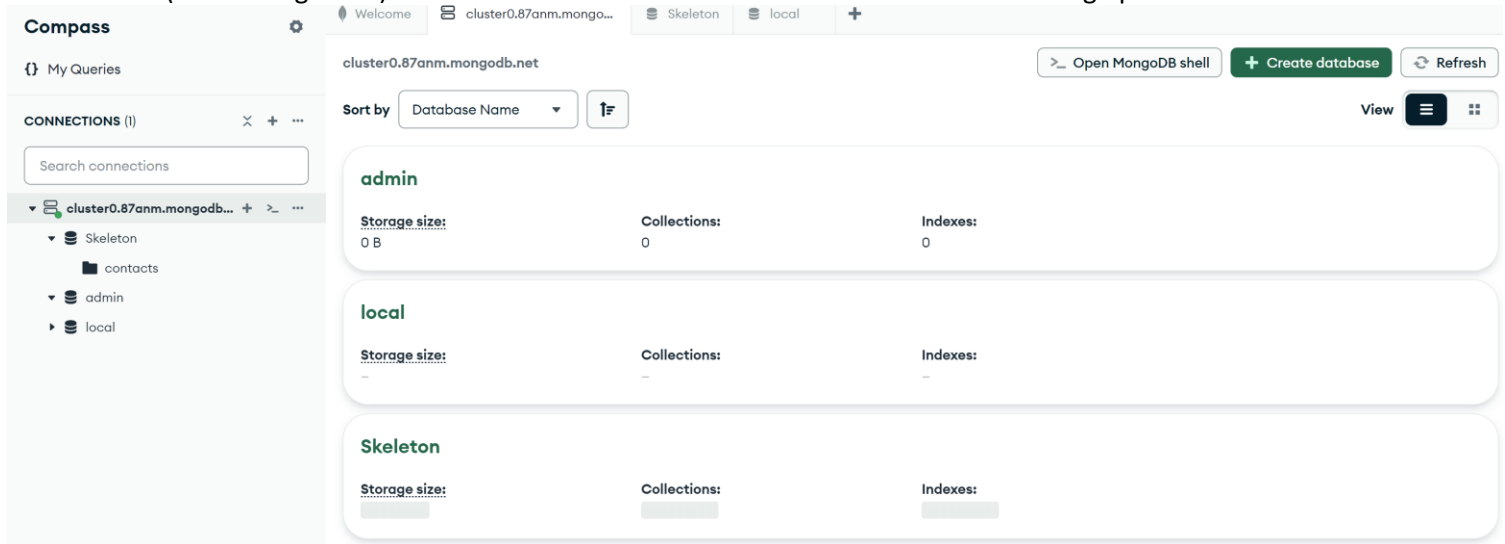 Compass
{} My Queries
CONNECTIONS (1)
Search connections
cluster0.87anm.mongodb...
Skeleton
contacts
admin
local
Welcome
cluster0.87anm.mongo...
Skeleton
local
cluster0.87anm.mongodb.net
>_ Open MongoDB shell
+ Create database
Refresh
Sort by
Database Name
View
admin
Storage size: Collections: Indexes:
0 B 0 0
local
Storage size: Collections: Indexes:
– – –
Skeleton
Storage size: Collections: Indexes: